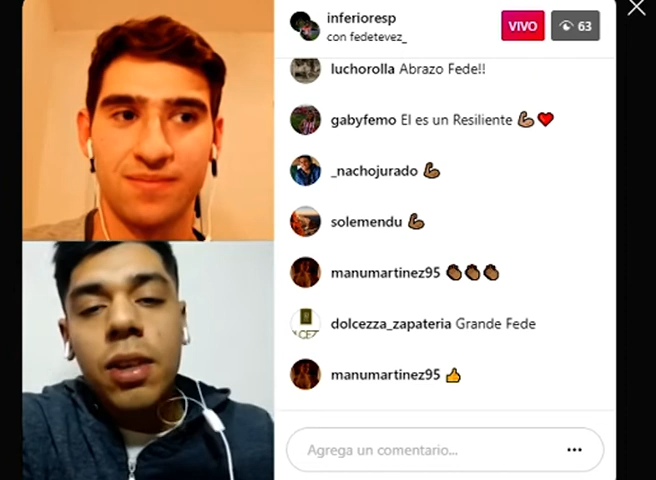 inferioresp
con fedetevez_
VIVO
63
luchorolla Abrazo Fede!!
gabyfemo El es un Resiliente 💪🏽❤️
_nachojurado 💪🏽
solemendu 💪🏽
manumartinez95 👏🏾👏🏾👏🏾
dolcezza_zapateria Grande Fede
manumartinez95 👍
Agrega un comentario...